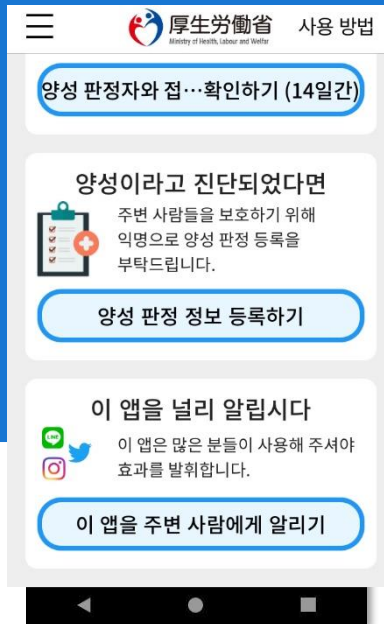 厚生労働省
Ministry of Health, Labour and Welfar
사용 방법
양성 판정자와 접…확인하기 (14일간)
양성이라고 진단되었다면
주변 사람들을 보호하기 위해
익명으로 양성 판정 등록을
부탁드립니다.
양성 판정 정보 등록하기
이 앱을 널리 알립시다
LINE
이 앱은 많은 분들이 사용해 주셔야
효과를 발휘합니다.
이 앱을 주변 사람에게 알리기